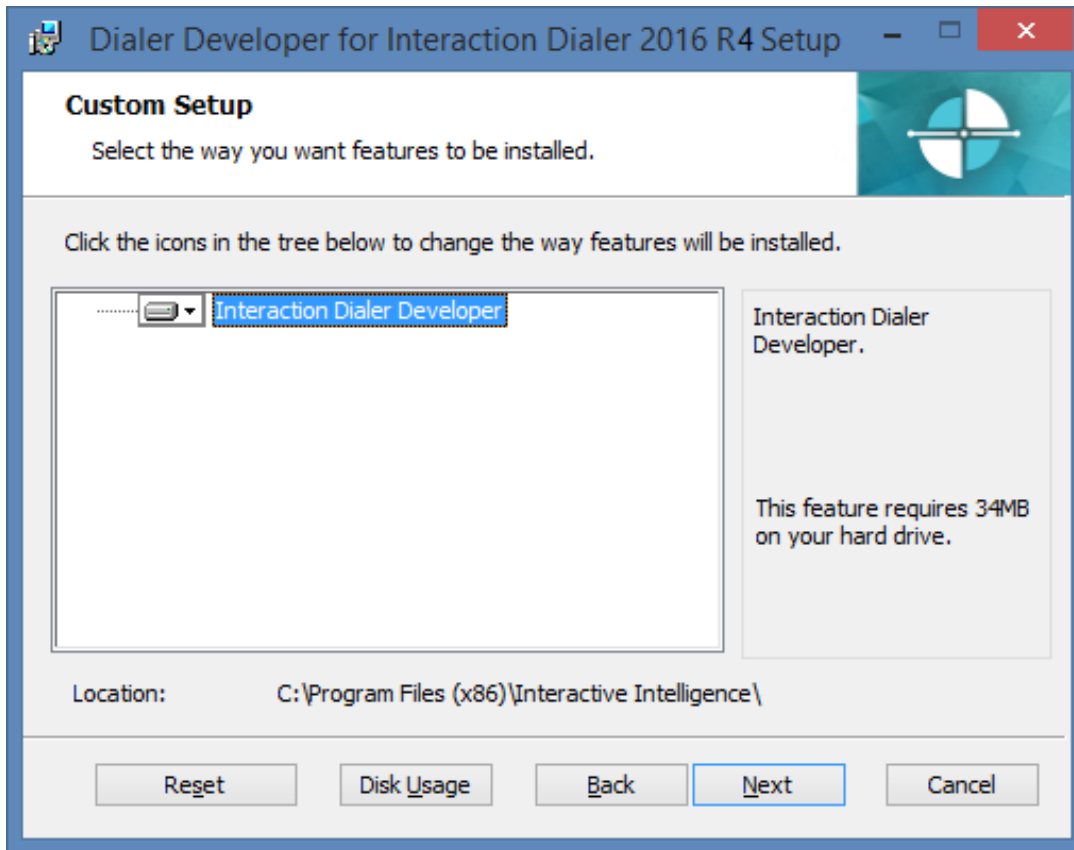 Dialer Developer for Interaction Dialer 2016 R4 Setup
Custom Setup
Select the way you want features to be installed.
Click the icons in the tree below to change the way features will be installed.
Interaction Dialer Developer
Interaction Dialer
Developer.
This feature requires 34MB
on your hard drive.
Location: C:\Program Files (x86)\Interactive Intelligence\
Reset Disk Usage Back Next Cancel